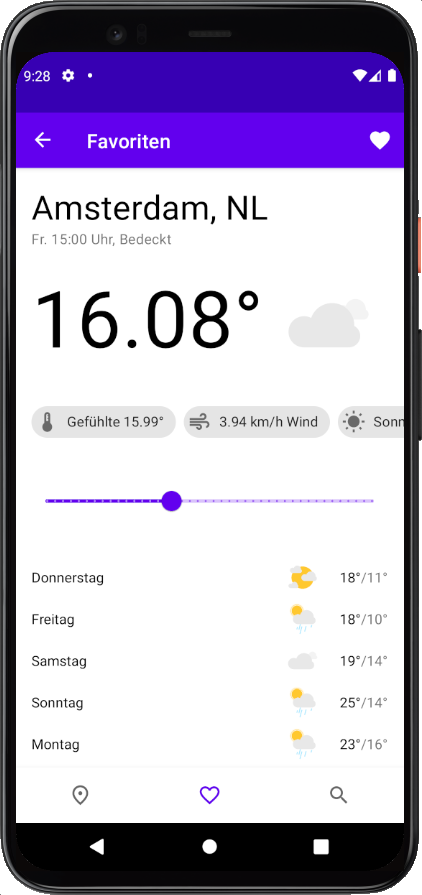 9:28
Favoriten
Amsterdam, NL
Fr. 15:00 Uhr, Bedeckt
16.08°
Gefühlte 15.99° 3.94 km/h Wind Sonn
Donnerstag 18°/11°
Freitag 18°/10°
Samstag 19°/14°
Sonntag 25°/14°
Montag 23°/16°